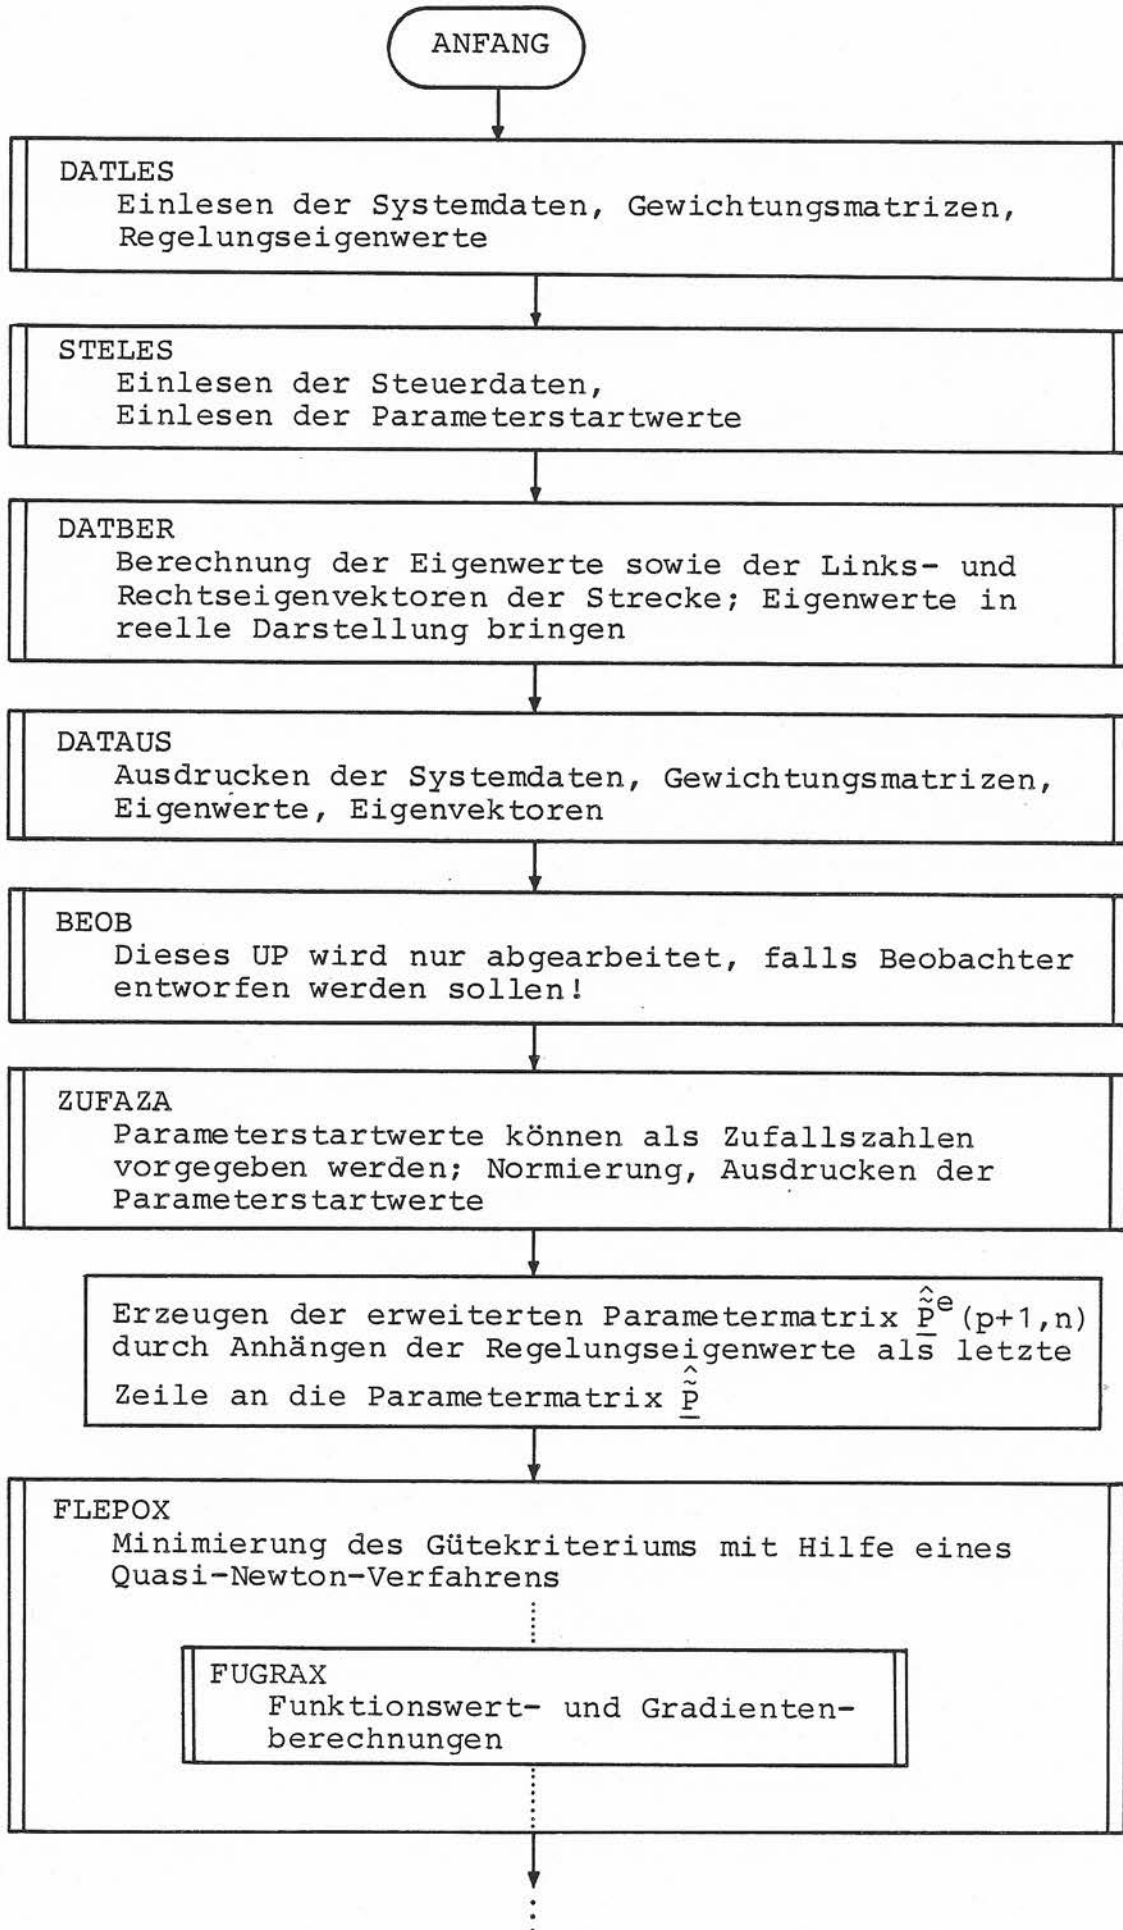 ANFANG
DATLES
Einlesen der Systemdaten, Gewichtungsmatrizen,
Regelungseigenwerte
STELES
Einlesen der Steuerdaten,
Einlesen der Parameterstartwerte
DATBER
Berechnung der Eigenwerte sowie der Links- und
Rechtseigenvektoren der Strecke; Eigenwerte in
reelle Darstellung bringen
DATAUS
Ausdrucken der Systemdaten, Gewichtungsmatrizen,
Eigenwerte, Eigenvektoren
BEOB
Dieses UP wird nur abgearbeitet, falls Beobachter
entworfen werden sollen!
ZUFAZA
Parameterstartwerte können als Zufallszahlen
vorgegeben werden; Normierung, Ausdrucken der
Parameterstartwerte
Erzeugen der erweiterten Parametermatrix P̲̃̂ᵉ(p+1,n)
durch Anhängen der Regelungseigenwerte als letzte
Zeile an die Parametermatrix P̲̃̂
FLEPOX
Minimierung des Gütekriteriums mit Hilfe eines
Quasi-Newton-Verfahrens
FUGRAX
Funktionswert- und Gradienten-
berechnungen